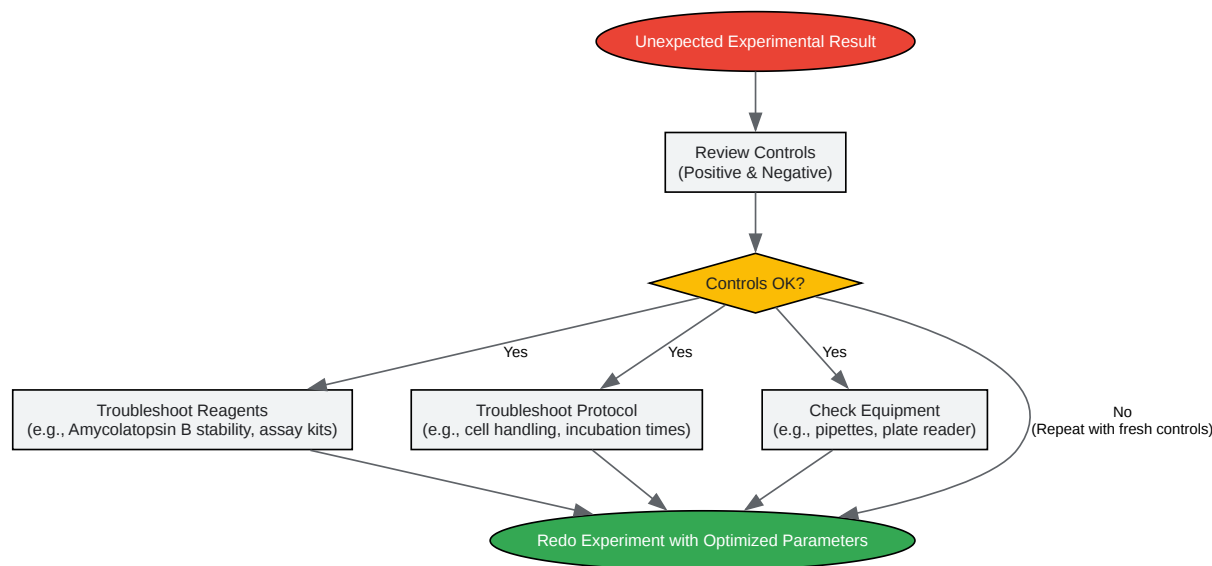 Unexpected Experimental Result
Review Controls
(Positive & Negative)
Controls OK?
Yes
Yes
Yes
No
(Repeat with fresh controls)
Troubleshoot Reagents
(e.g., Amycolatopsin B stability, assay kits)
Troubleshoot Protocol
(e.g., cell handling, incubation times)
Check Equipment
(e.g., pipettes, plate reader)
Redo Experiment with Optimized Parameters